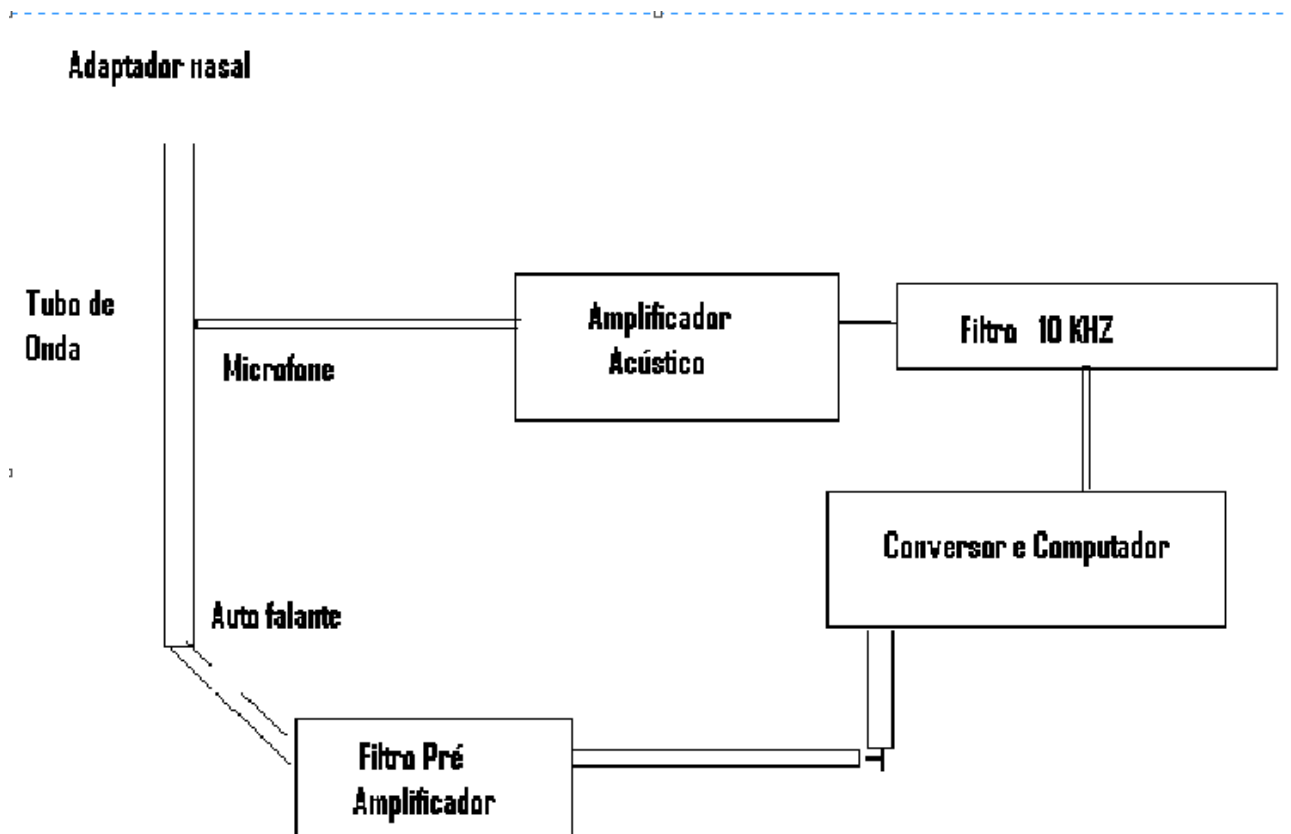 Adaptador nasal
Tubo de
Onda
Microfone
Amplificador
Acústico
Filtro 10 KHZ
Conversor e Computador
Auto falante
Filtro Pré
Amplificador